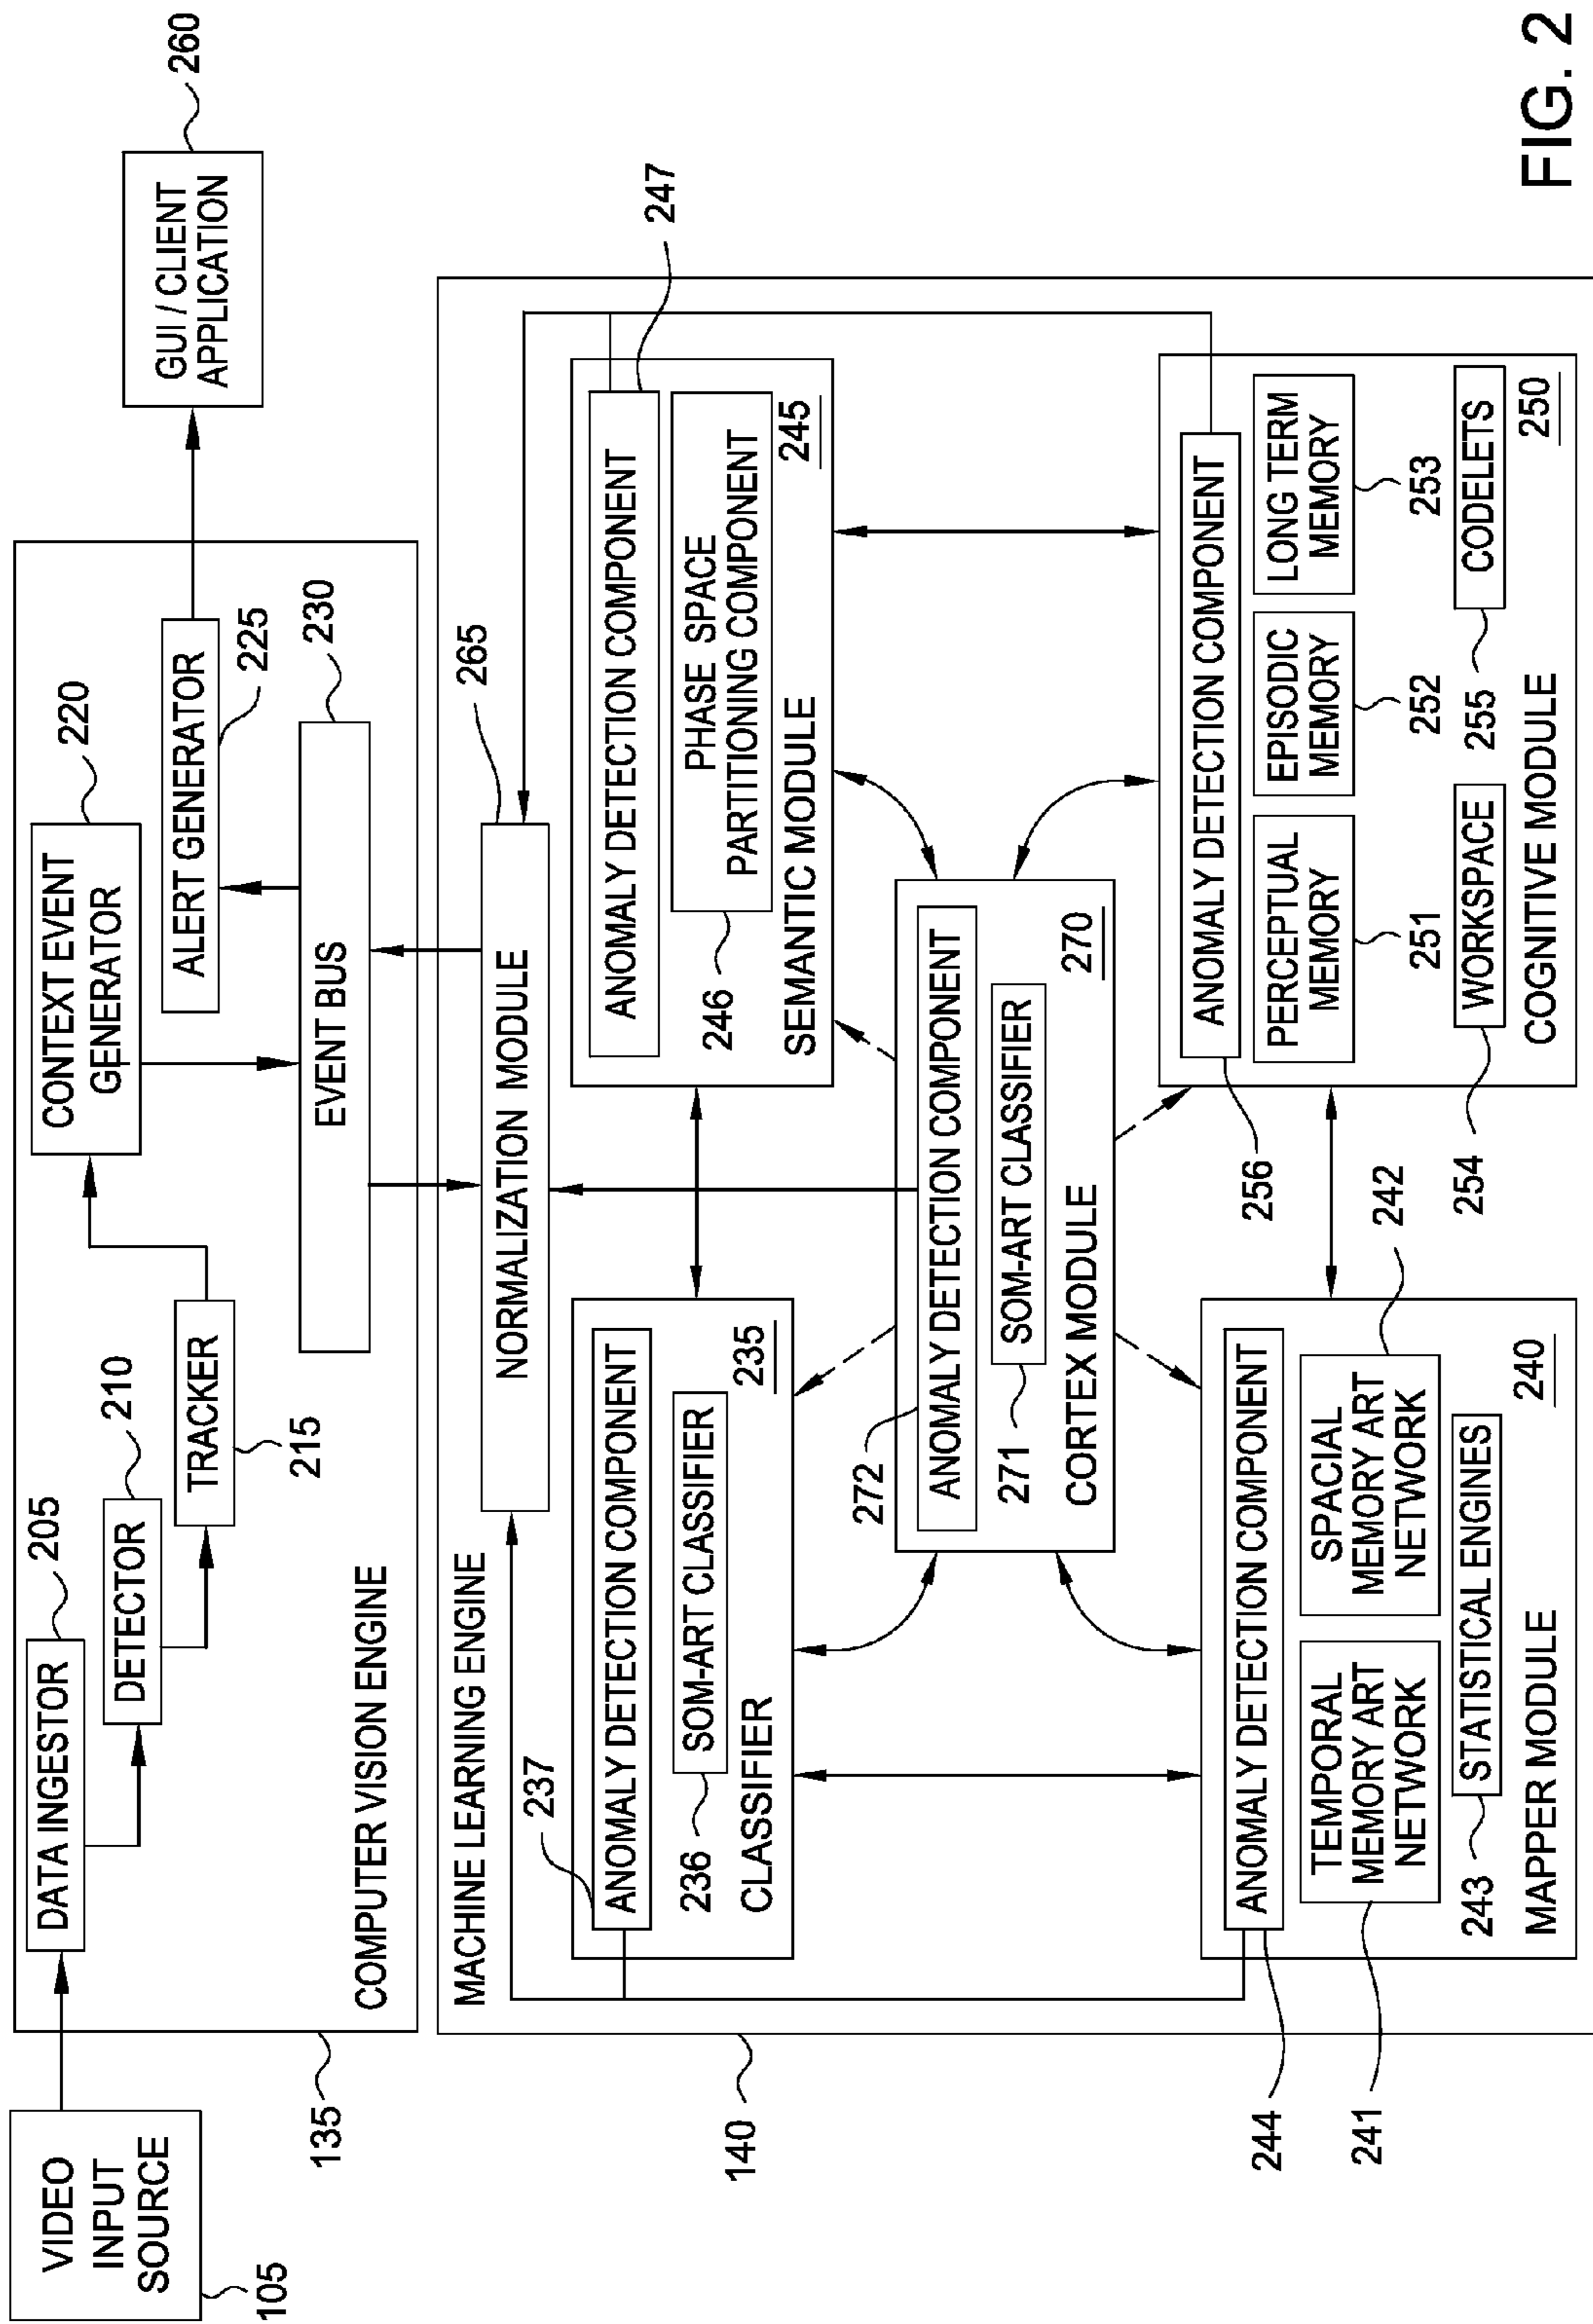 VIDEO
INPUT
SOURCE
105
135
DATA INGESTOR
205
DETECTOR
210
TRACKER
215
CONTEXT EVENT
GENERATOR
220
ALERT GENERATOR
225
EVENT BUS
230
COMPUTER VISION ENGINE
GUI / CLIENT
APPLICATION
260
MACHINE LEARNING ENGINE
140
NORMALIZATION MODULE
265
237
ANOMALY DETECTION COMPONENT
SOM-ART CLASSIFIER
236
CLASSIFIER
235
ANOMALY DETECTION COMPONENT
247
PHASE SPACE
PARTITIONING COMPONENT
246
SEMANTIC MODULE
245
272
ANOMALY DETECTION COMPONENT
271
SOM-ART CLASSIFIER
CORTEX MODULE
270
ANOMALY DETECTION COMPONENT
244
TEMPORAL
MEMORY ART
NETWORK
241
SPACIAL
MEMORY ART
NETWORK
242
243
STATISTICAL ENGINES
MAPPER MODULE
240
ANOMALY DETECTION COMPONENT
256
PERCEPTUAL
MEMORY
251
EPISODIC
MEMORY
252
LONG TERM
MEMORY
253
254
WORKSPACE
255
CODELETS
COGNITIVE MODULE
250
FIG. 2